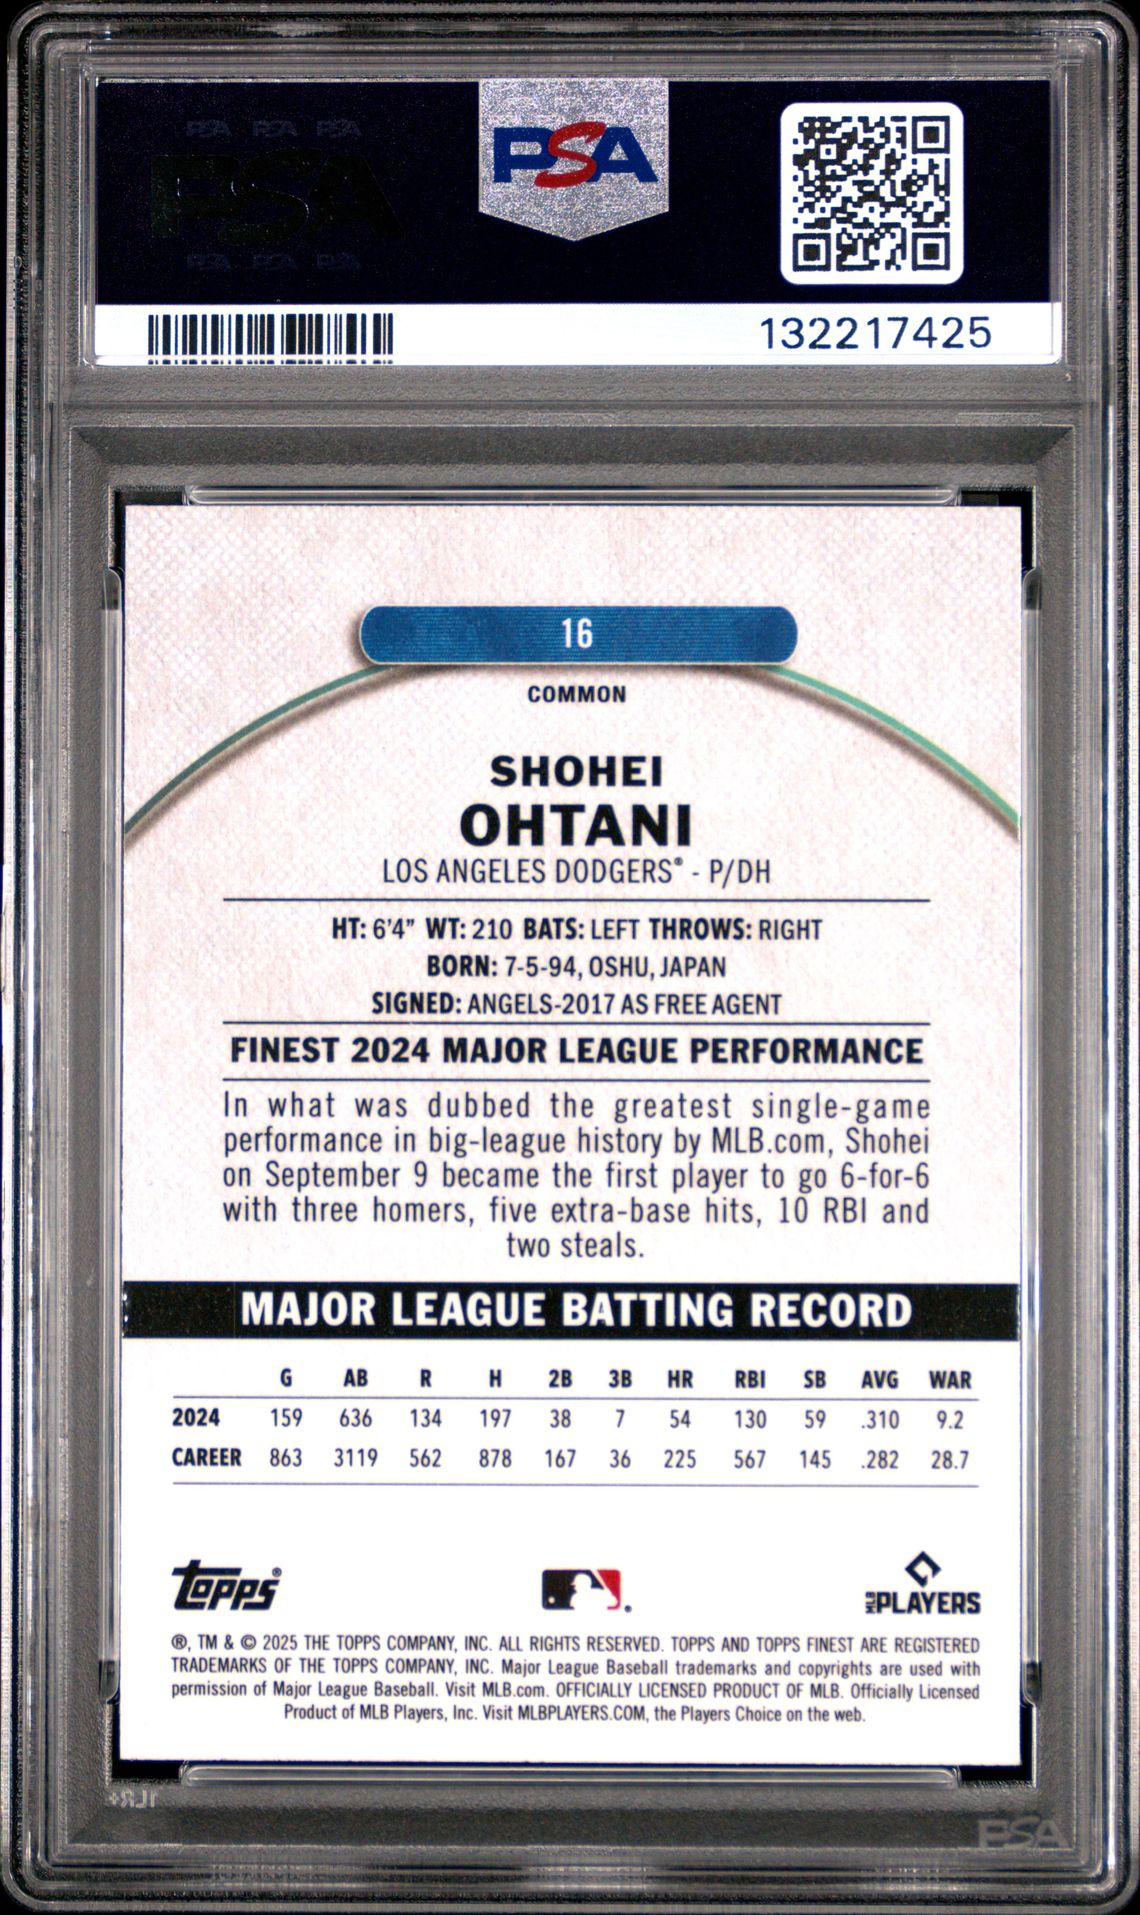 PSA PSA PSA
PSA
PSA PSA PSA
PSA
132217425
16
COMMON
SHOHEI
OHTANI
LOS ANGELES DODGERS® - P/DH
HT: 6'4" WT: 210 BATS: LEFT THROWS: RIGHT
BORN: 7-5-94, OSHU, JAPAN
SIGNED: ANGELS-2017 AS FREE AGENT
FINEST 2024 MAJOR LEAGUE PERFORMANCE
In what was dubbed the greatest single-game
performance in big-league history by MLB.com, Shohei
on September 9 became the first player to go 6-for-6
with three homers, five extra-base hits, 10 RBI and
two steals.
MAJOR LEAGUE BATTING RECORD
G AB R H 2B 3B HR RBI SB AVG WAR
2024 159 636 134 197 38 7 54 130 59 .310 9.2
CAREER 863 3119 562 878 167 36 225 567 145 .282 28.7
Topps®
MLB PLAYERS
®, TM & © 2025 THE TOPPS COMPANY, INC. ALL RIGHTS RESERVED. TOPPS AND TOPPS FINEST ARE REGISTERED
TRADEMARKS OF THE TOPPS COMPANY, INC. Major League Baseball trademarks and copyrights are used with
permission of Major League Baseball. Visit MLB.com. OFFICIALLY LICENSED PRODUCT OF MLB. Officially Licensed
Product of MLB Players, Inc. Visit MLBPLAYERS.COM, the Players Choice on the web.
PSA